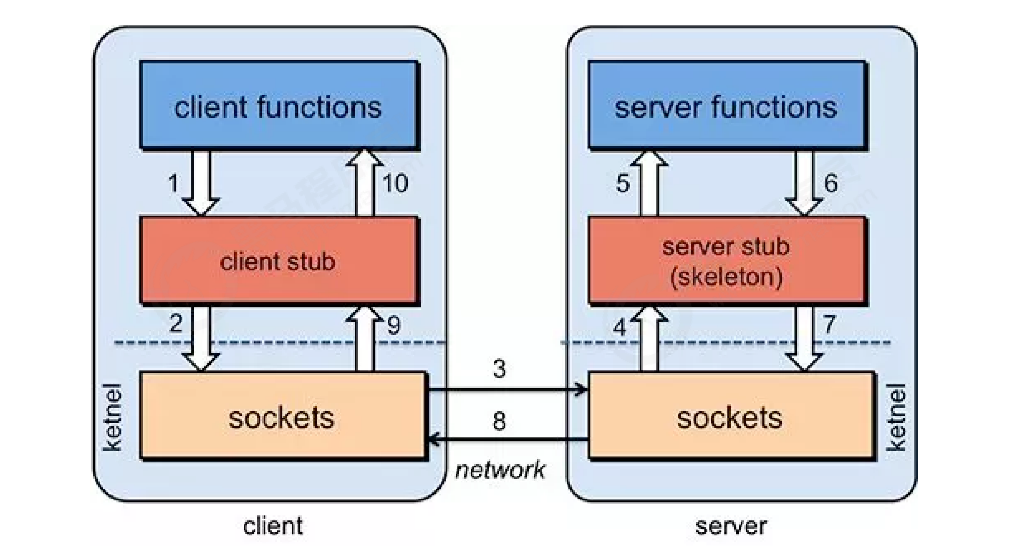 client functions
server functions
1
10
5
6
client stub
server stub
(skeleton)
2
9
4
7
ketnel
sockets
3
8
network
sockets
ketnel
client
server